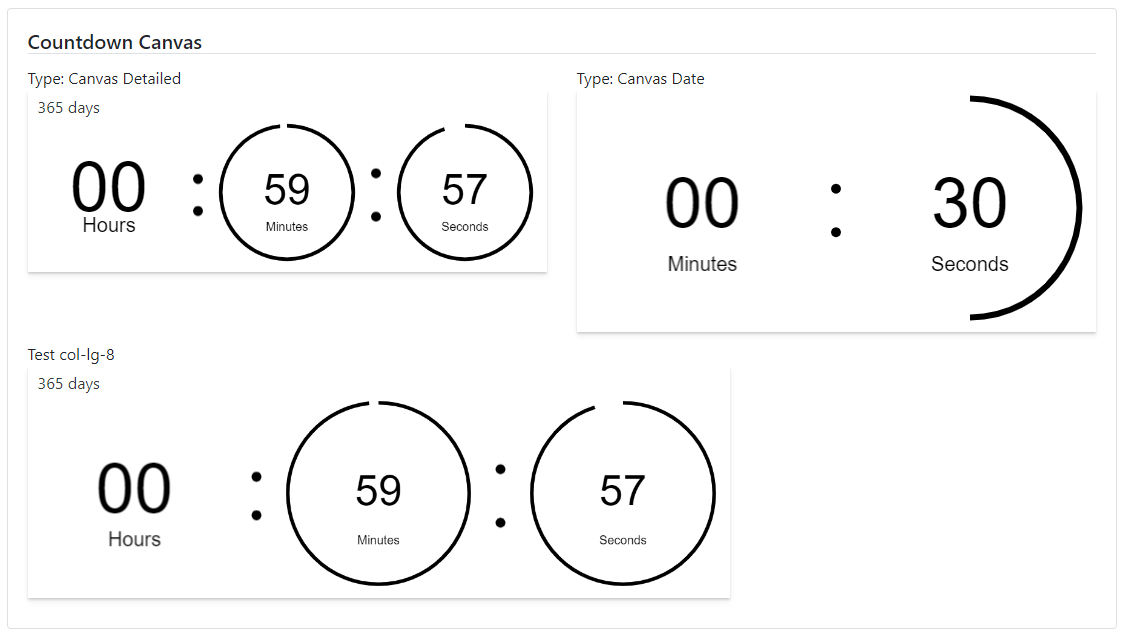 Countdown Canvas
Type: Canvas Detailed
365 days
00 : 59 : 57
Hours Minutes Seconds
Type: Canvas Date
00 : 30
Minutes Seconds
Test col-lg-8
365 days
00 : 59 : 57
Hours Minutes Seconds